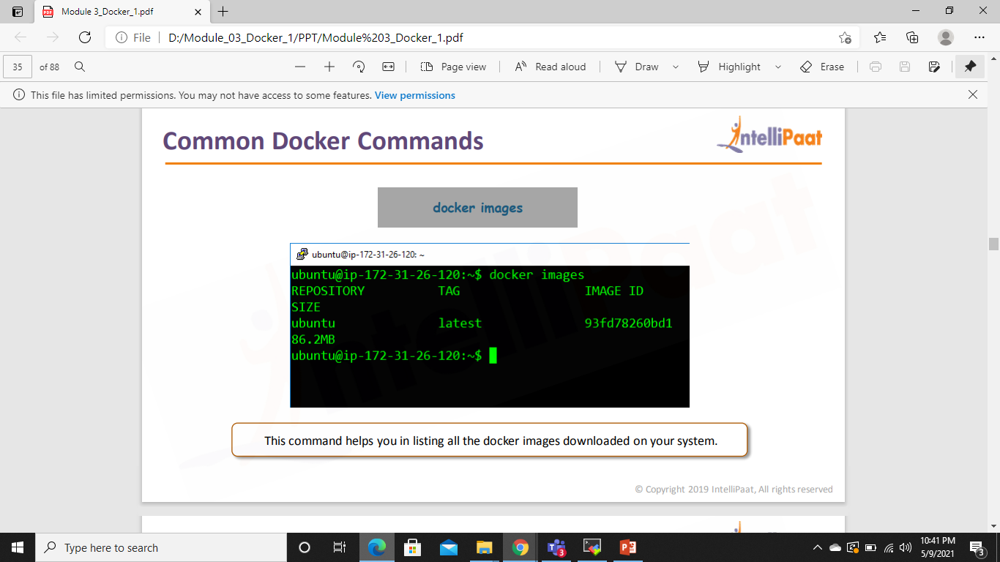 Module 3_Docker_1.pdf
File
D:/Module_03_Docker_1/PPT/Module%203_Docker_1.pdf
35 of 88
Page view
Read aloud
Draw
Highlight
Erase
This file has limited permissions. You may not have access to some features. View permissions
Common Docker Commands
IntelliPaat
docker images
ubuntu@ip-172-31-26-120: ~
ubuntu@ip-172-31-26-120:~$ docker images
REPOSITORY TAG IMAGE ID
SIZE
ubuntu latest 93fd78260bd1
86.2MB
ubuntu@ip-172-31-26-120:~$
IntelliPaat
This command helps you in listing all the docker images downloaded on your system.
© Copyright 2019 IntelliPaat, All rights reserved
Type here to search
3
10:41 PM
5/9/2021
3